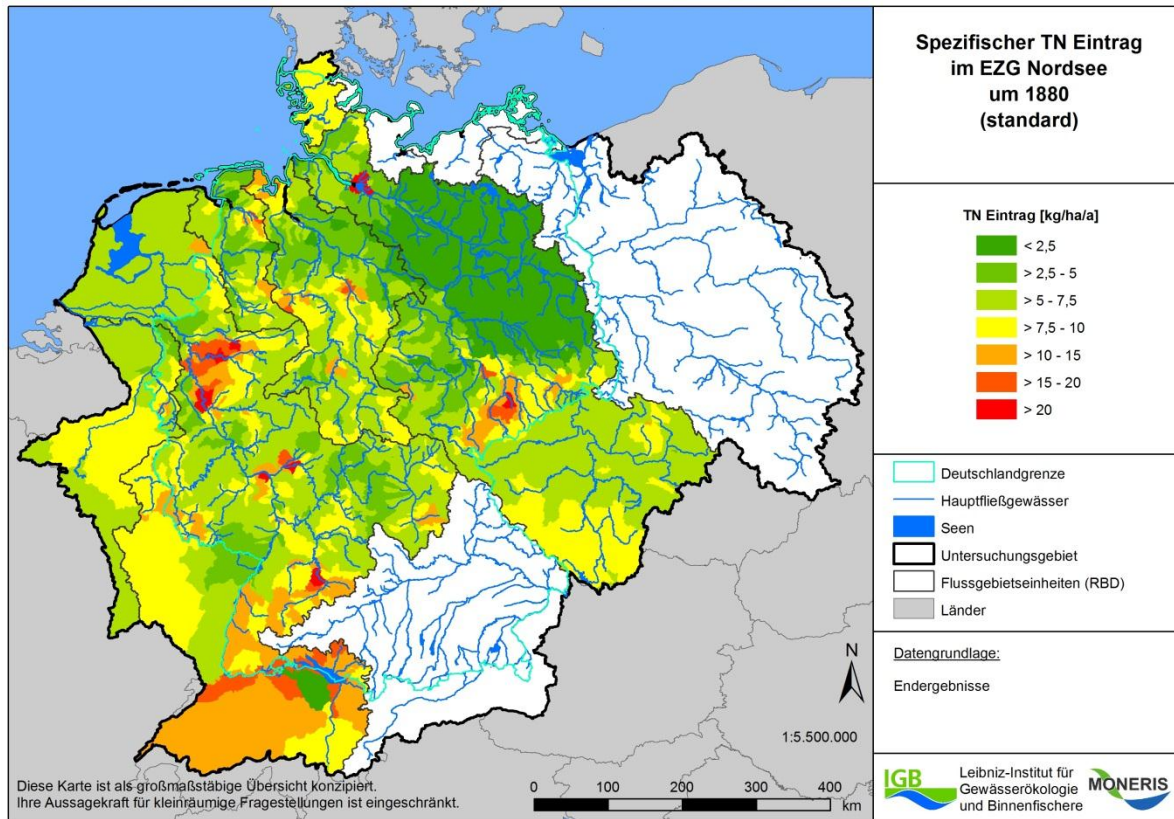 Spezifischer TN Eintrag
im EZG Nordsee
um 1880
(standard)
TN Eintrag [kg/ha/a]
< 2,5
> 2,5 - 5
> 5 - 7,5
> 7,5 - 10
> 10 - 15
> 15 - 20
> 20
Deutschlandgrenze
Hauptfließgewässer
Seen
Untersuchungsgebiet
Flussgebietseinheiten (RBD)
Länder
Datengrundlage:
Endergebnisse
N
1:5.500.000
0 100 200 300 400
km
Diese Karte ist als großmaßstäbige Übersicht konzipiert.
Ihre Aussagekraft für kleinräumige Fragestellungen ist eingeschränkt.
IGB
Leibniz-Institut für
Gewässerökologie
und Binnenfischere
MONERIS